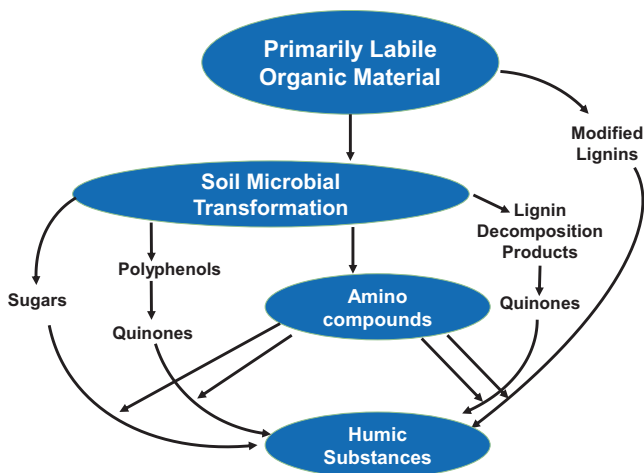 Primarily Labile
Organic Material
Modified
Lignins
Soil Microbial
Transformation
Lignin
Decomposition
Products
Polyphenols
Sugars
Amino
compounds
Quinones
Quinones
Humic
Substances